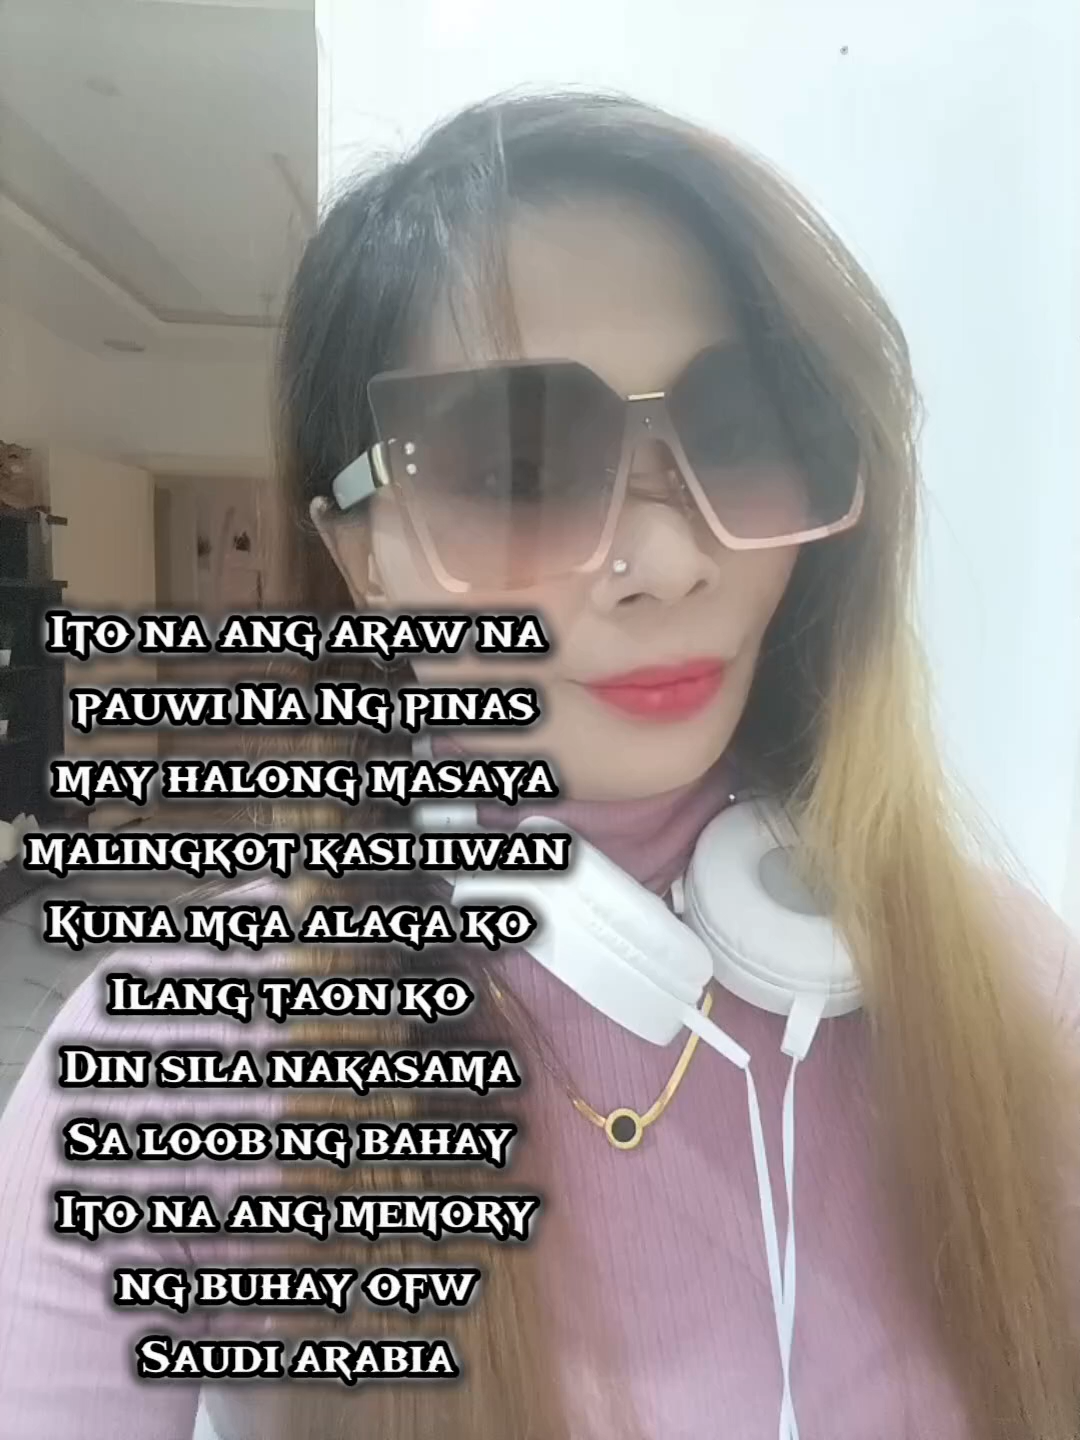 Ito na ang araw na
pauwi Na Ng pinas
may halong masaya
malingkot kasi iiwan
Kuna mga alaga ko
Ilang taon ko
Din sila nakasama
Sa loob ng bahay
Ito na ang memory
ng buhay ofw
Saudi arabia